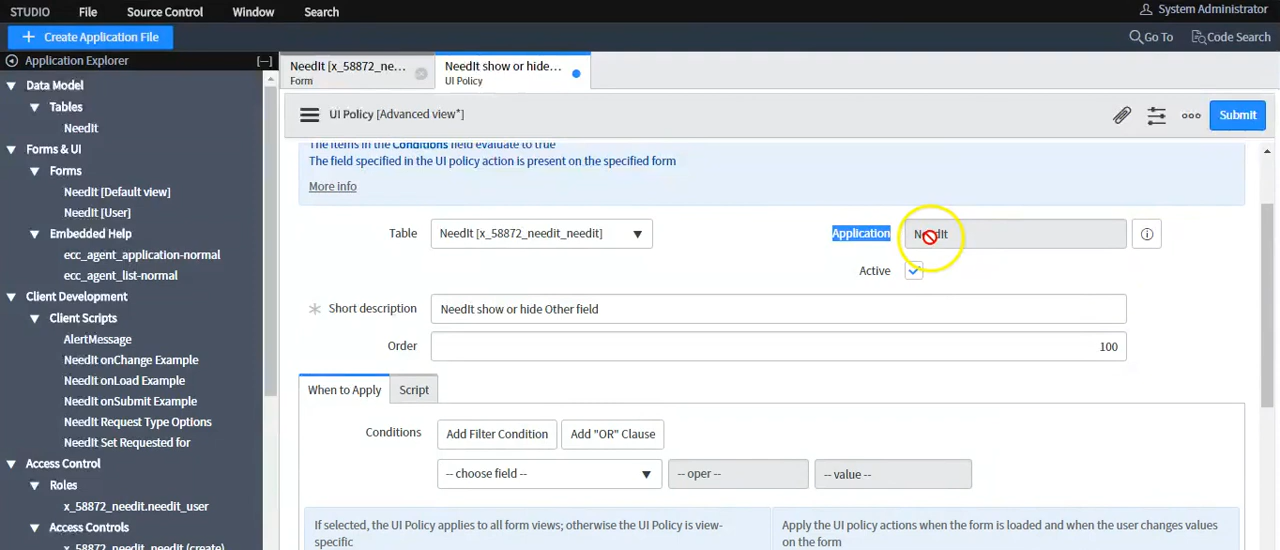 STUDIO File Source Control Window Search System Administrator
+ Create Application File Go To Code Search
Application Explorer [—]
Data Model
Tables
NeedIt
Forms & UI
Forms
NeedIt [Default view]
NeedIt [User]
Embedded Help
ecc_agent_application-normal
ecc_agent_list-normal
Client Development
Client Scripts
AlertMessage
NeedIt onChange Example
NeedIt onLoad Example
NeedIt onSubmit Example
NeedIt Request Type Options
NeedIt Set Requested for
Access Control
Roles
x_58872_needit.needit_user
Access Controls
x_58872_needit_needit (create)
NeedIt [x_58872_ne...
Form
NeedIt show or hide...
UI Policy
UI Policy [Advanced view*] Submit
The items in the Conditions field evaluate to true
The field specified in the UI policy action is present on the specified form
More info
Table NeedIt [x_58872_needit_needit] Application NeedIt
Active
Short description NeedIt show or hide Other field
Order 100
When to Apply Script
Conditions Add Filter Condition Add "OR" Clause
-- choose field -- -- oper -- -- value --
If selected, the UI Policy applies to all form views; otherwise the UI Policy is view-
specific
Apply the UI policy actions when the form is loaded and when the user changes values
on the form